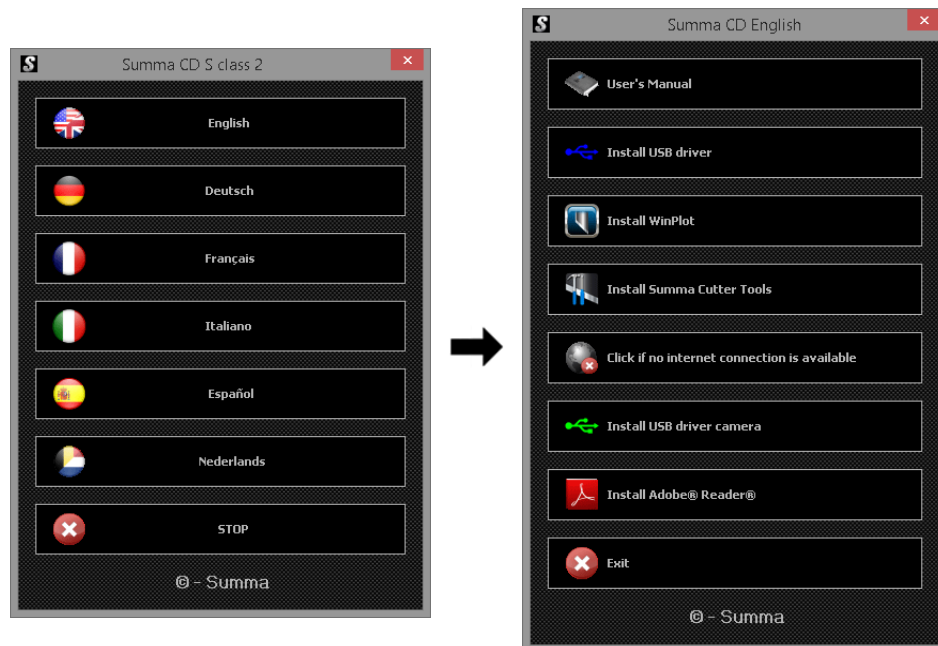 S Summa CD S class 2
English
Deutsch
Français
Italiano
Español
Nederlands
STOP
© - Summa
S Summa CD English
User's Manual
Install USB driver
Install WinPlot
Install Summa Cutter Tools
Click if no internet connection is available
Install USB driver camera
Install Adobe® Reader®
Exit
© - Summa